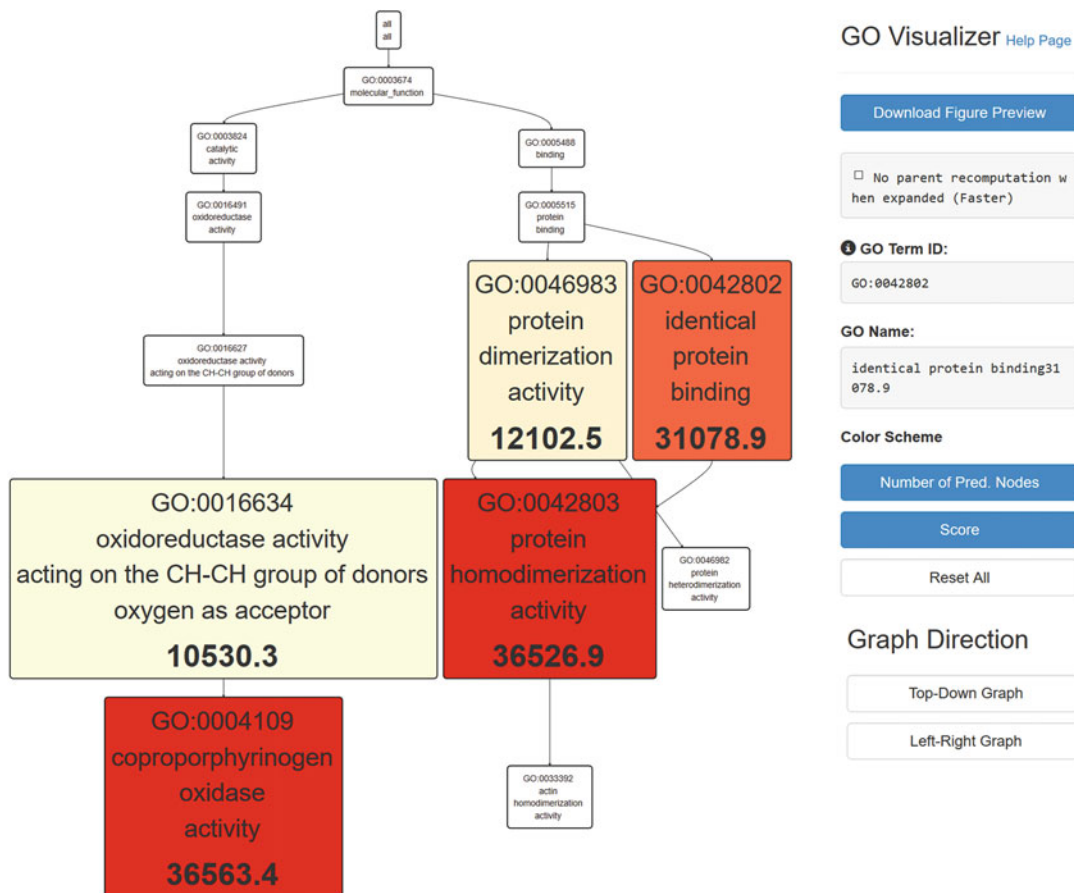 all
all
GO:0003674
molecular_function
GO:0003824
catalytic
activity
GO:0005488
binding
GO:0016491
oxidoreductase
activity
GO:0005515
protein
binding
GO:0016627
oxidoreductase activity
acting on the CH-CH group of donors
GO:0046983
protein
dimerization
activity
12102.5
GO:0042802
identical
protein
binding
31078.9
GO:0016634
oxidoreductase activity
acting on the CH-CH group of donors
oxygen as acceptor
10530.3
GO:0042803
protein
homodimerization
activity
36526.9
GO:0046982
protein
heterodimerization
activity
GO:0004109
coproporphyrinogen
oxidase
activity
36563.4
GO:0033392
actin
homodimerization
activity
GO Visualizer Help Page
Download Figure Preview
No parent recomputation w
hen expanded (Faster)
GO Term ID:
GO:0042802
GO Name:
identical protein binding31
078.9
Color Scheme
Number of Pred. Nodes
Score
Reset All
Graph Direction
Top-Down Graph
Left-Right Graph